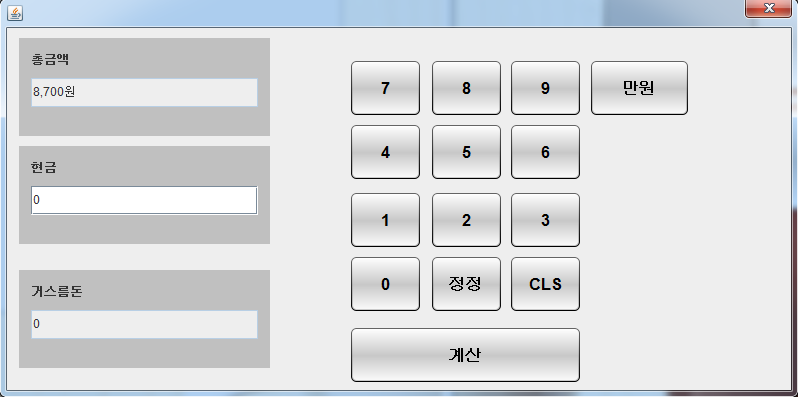 총금액
8,700원
현금
0
거스름돈
0
7 8 9 만원
4 5 6
1 2 3
0 정정 CLS
계산